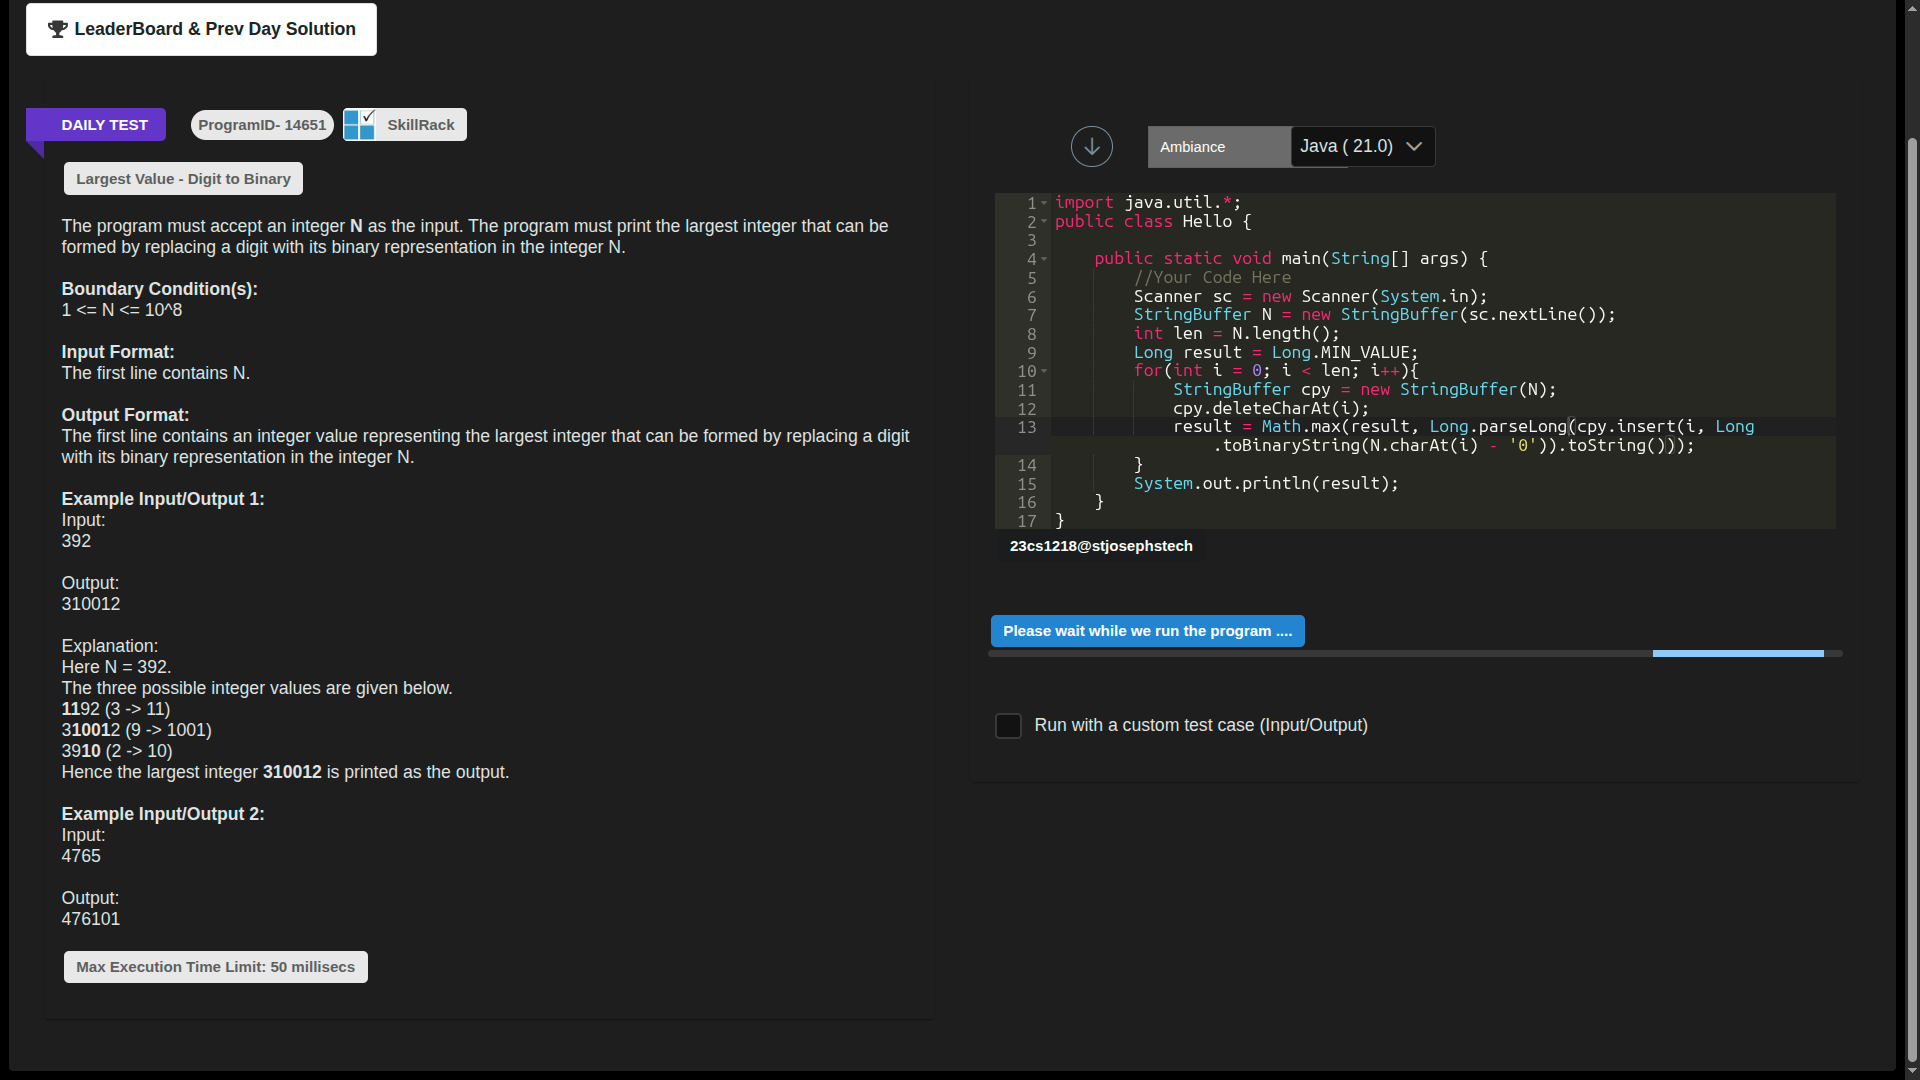 LeaderBoard & Prev Day Solution
DAILY TEST
ProgramID- 14651
SkillRack
Largest Value - Digit to Binary
The program must accept an integer N as the input. The program must print the largest integer that can be
formed by replacing a digit with its binary representation in the integer N.
Boundary Condition(s):
1 <= N <= 10^8
Input Format:
The first line contains N.
Output Format:
The first line contains an integer value representing the largest integer that can be formed by replacing a digit
with its binary representation in the integer N.
Example Input/Output 1:
Input:
392
Output:
310012
Explanation:
Here N = 392.
The three possible integer values are given below.
1192 (3 -> 11)
310012 (9 -> 1001)
3910 (2 -> 10)
Hence the largest integer 310012 is printed as the output.
Example Input/Output 2:
Input:
4765
Output:
476101
Max Execution Time Limit: 50 millisecs
Ambiance
Java ( 21.0)
1 import java.util.*;
2 public class Hello {
3
4 public static void main(String[] args) {
5 //Your Code Here
6 Scanner sc = new Scanner(System.in);
7 StringBuffer N = new StringBuffer(sc.nextLine());
8 int len = N.length();
9 Long result = Long.MIN_VALUE;
10 for(int i = 0; i < len; i++){
11 StringBuffer cpy = new StringBuffer(N);
12 cpy.deleteCharAt(i);
13 result = Math.max(result, Long.parseLong(cpy.insert(i, Long
.toBinaryString(N.charAt(i) - '0')).toString()));
14 }
15 System.out.println(result);
16 }
17 }
23cs1218@stjosephstech
Please wait while we run the program ....
Run with a custom test case (Input/Output)